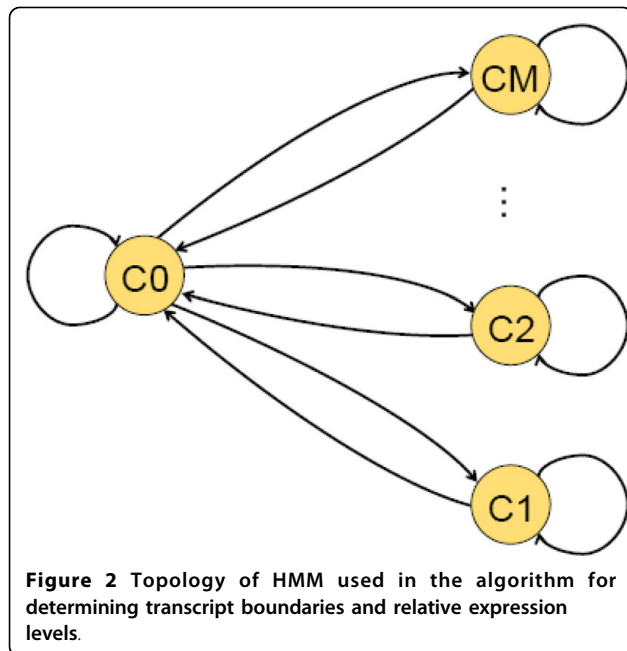 CM
⋮
C0
C2
C1
Figure 2 Topology of HMM used in the algorithm for
determining transcript boundaries and relative expression
levels.